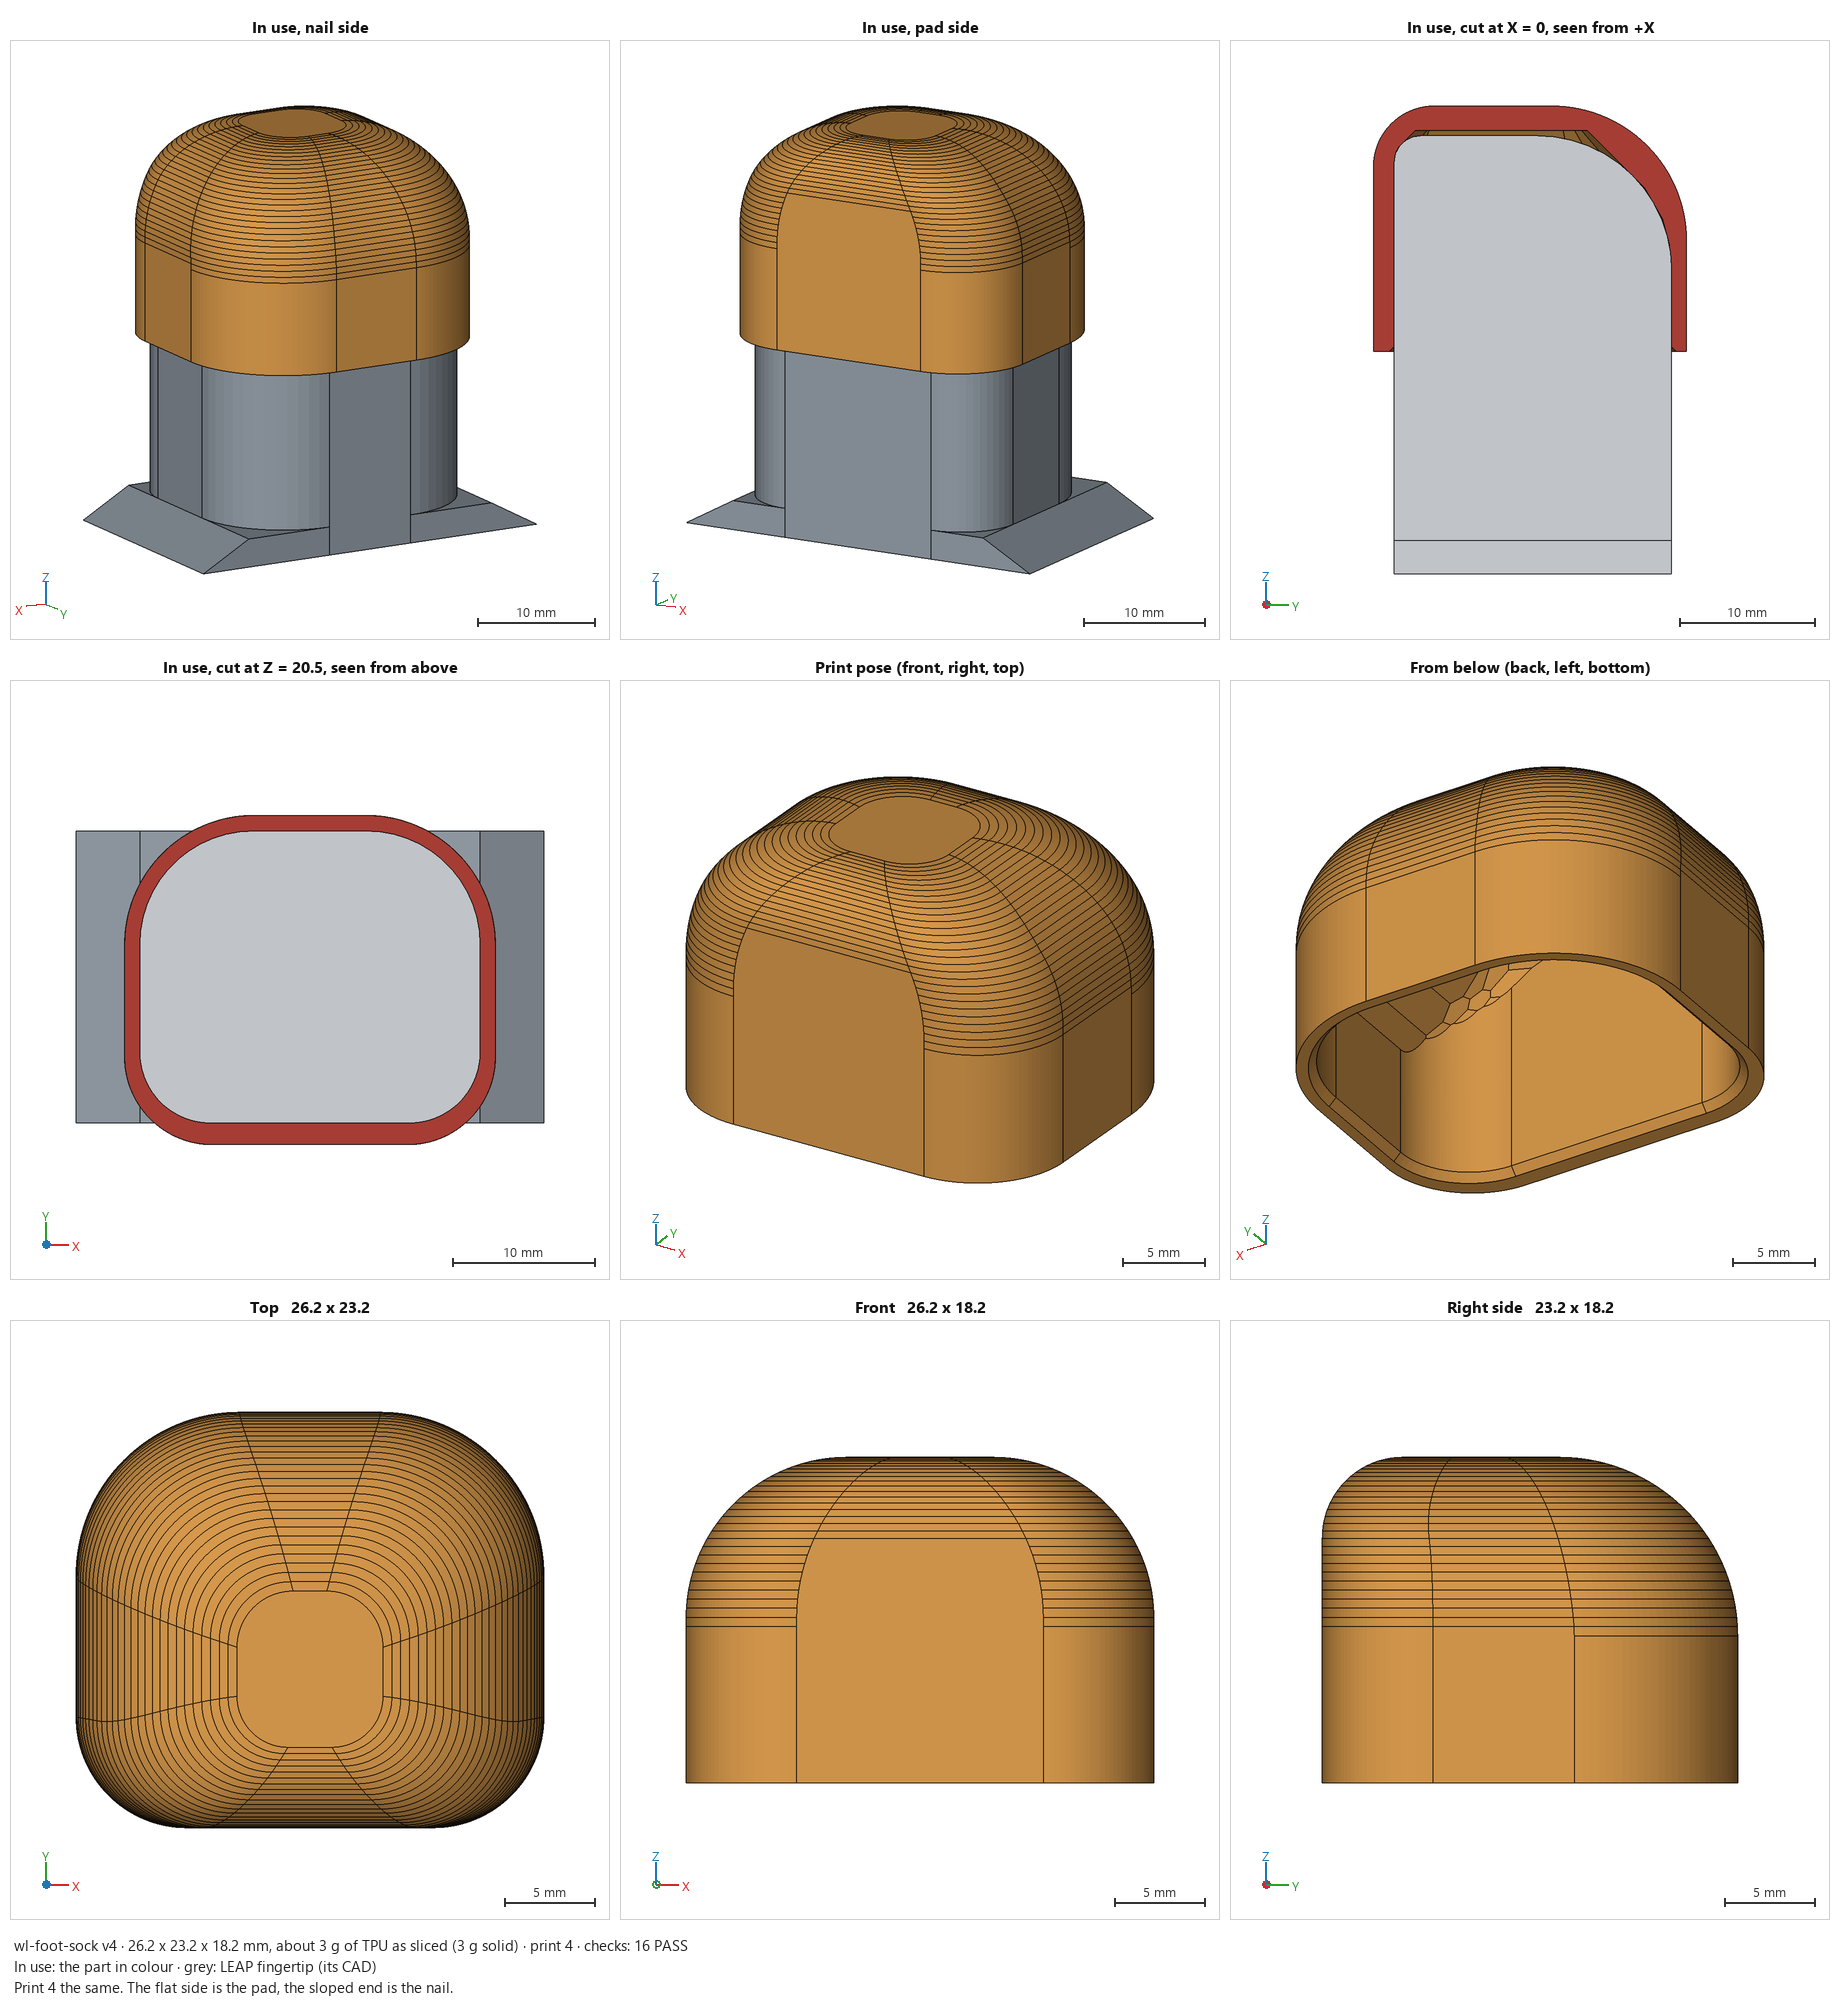 In use, nail side
In use, pad side
In use, cut at X = 0, seen from +X
Z
X
Y
10 mm
Z
Y
X
10 mm
Z
Y
10 mm
In use, cut at Z = 20.5, seen from above
Print pose (front, right, top)
From below (back, left, bottom)
Y
X
10 mm
Z
Y
X
5 mm
Z
Y
X
5 mm
Top 26.2 x 23.2
Front 26.2 x 18.2
Right side 23.2 x 18.2
Y
X
5 mm
Z
X
5 mm
Z
Y
5 mm
wl-foot-sock v4 · 26.2 x 23.2 x 18.2 mm, about 3 g of TPU as sliced (3 g solid) · print 4 · checks: 16 PASS
In use: the part in colour · grey: LEAP fingertip (its CAD)
Print 4 the same. The flat side is the pad, the sloped end is the nail.